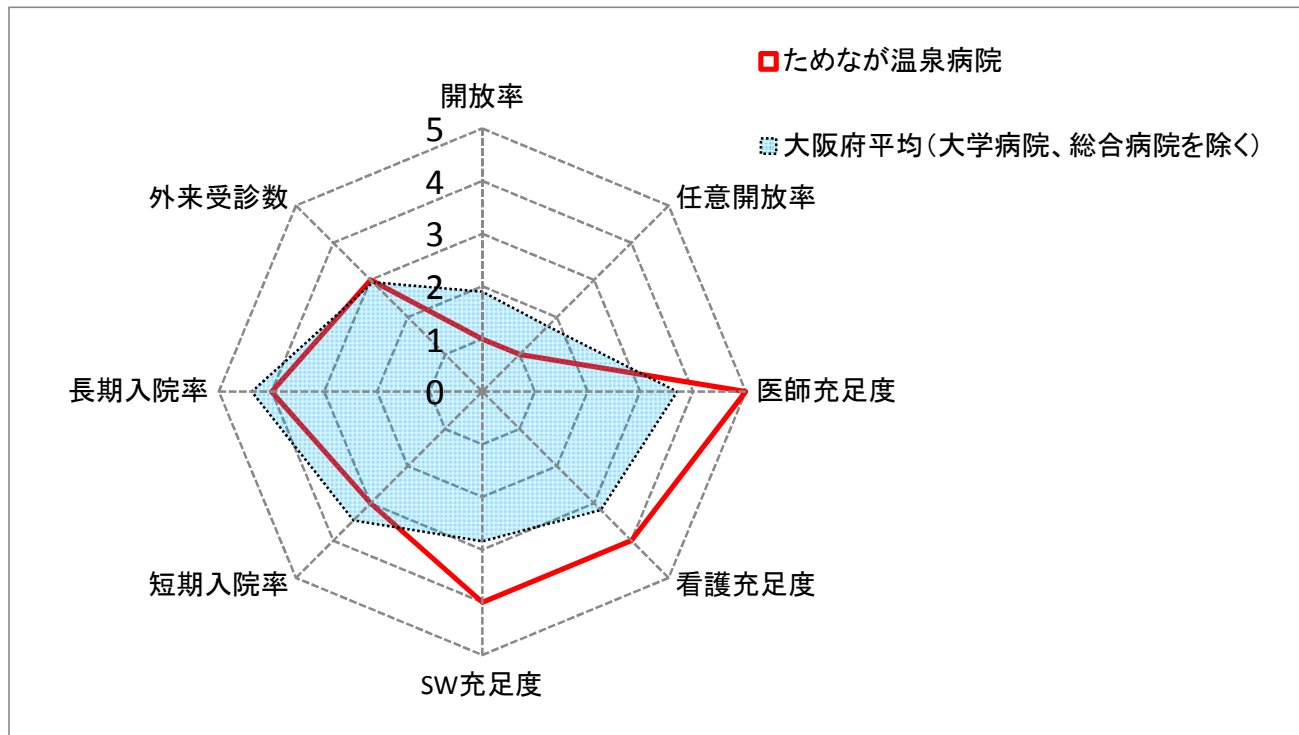 ためなが温泉病院
大阪府平均(大学病院、総合病院を除く)
開放率
任意開放率
医師充足度
看護充足度
SW充足度
短期入院率
長期入院率
外来受診数
5
4
3
2
1
0